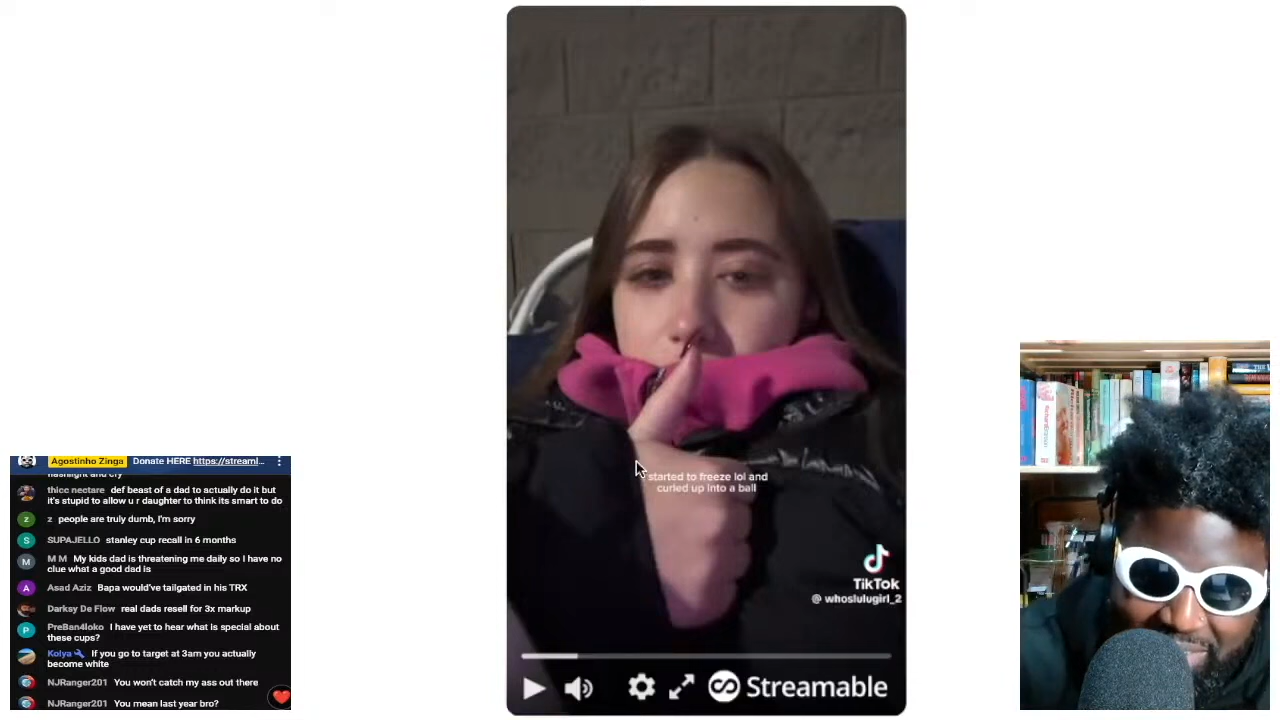 started to freeze lol and
curled up into a ball
TikTok
@ whoslulugirl_2
Streamable
Agostinho Zinga Donate HERE https://streaml...
flashlight and cry
thicc nectare def beast of a dad to actually do it but
it's stupid to allow u r daughter to think its smart to do
z people are truly dumb, I'm sorry
SUPAJELLO stanley cup recall in 6 months
M M My kids dad is threatening me daily so I have no
clue what a good dad is
Asad Aziz Bapa would've tailgated in his TRX
Darksy De Flow real dads resell for 3x markup
PreBan4loko I have yet to hear what is special about
these cups?
Kolya If you go to target at 3am you actually
become white
NJRanger201 You won't catch my ass out there
NJRanger201 You mean last year bro?